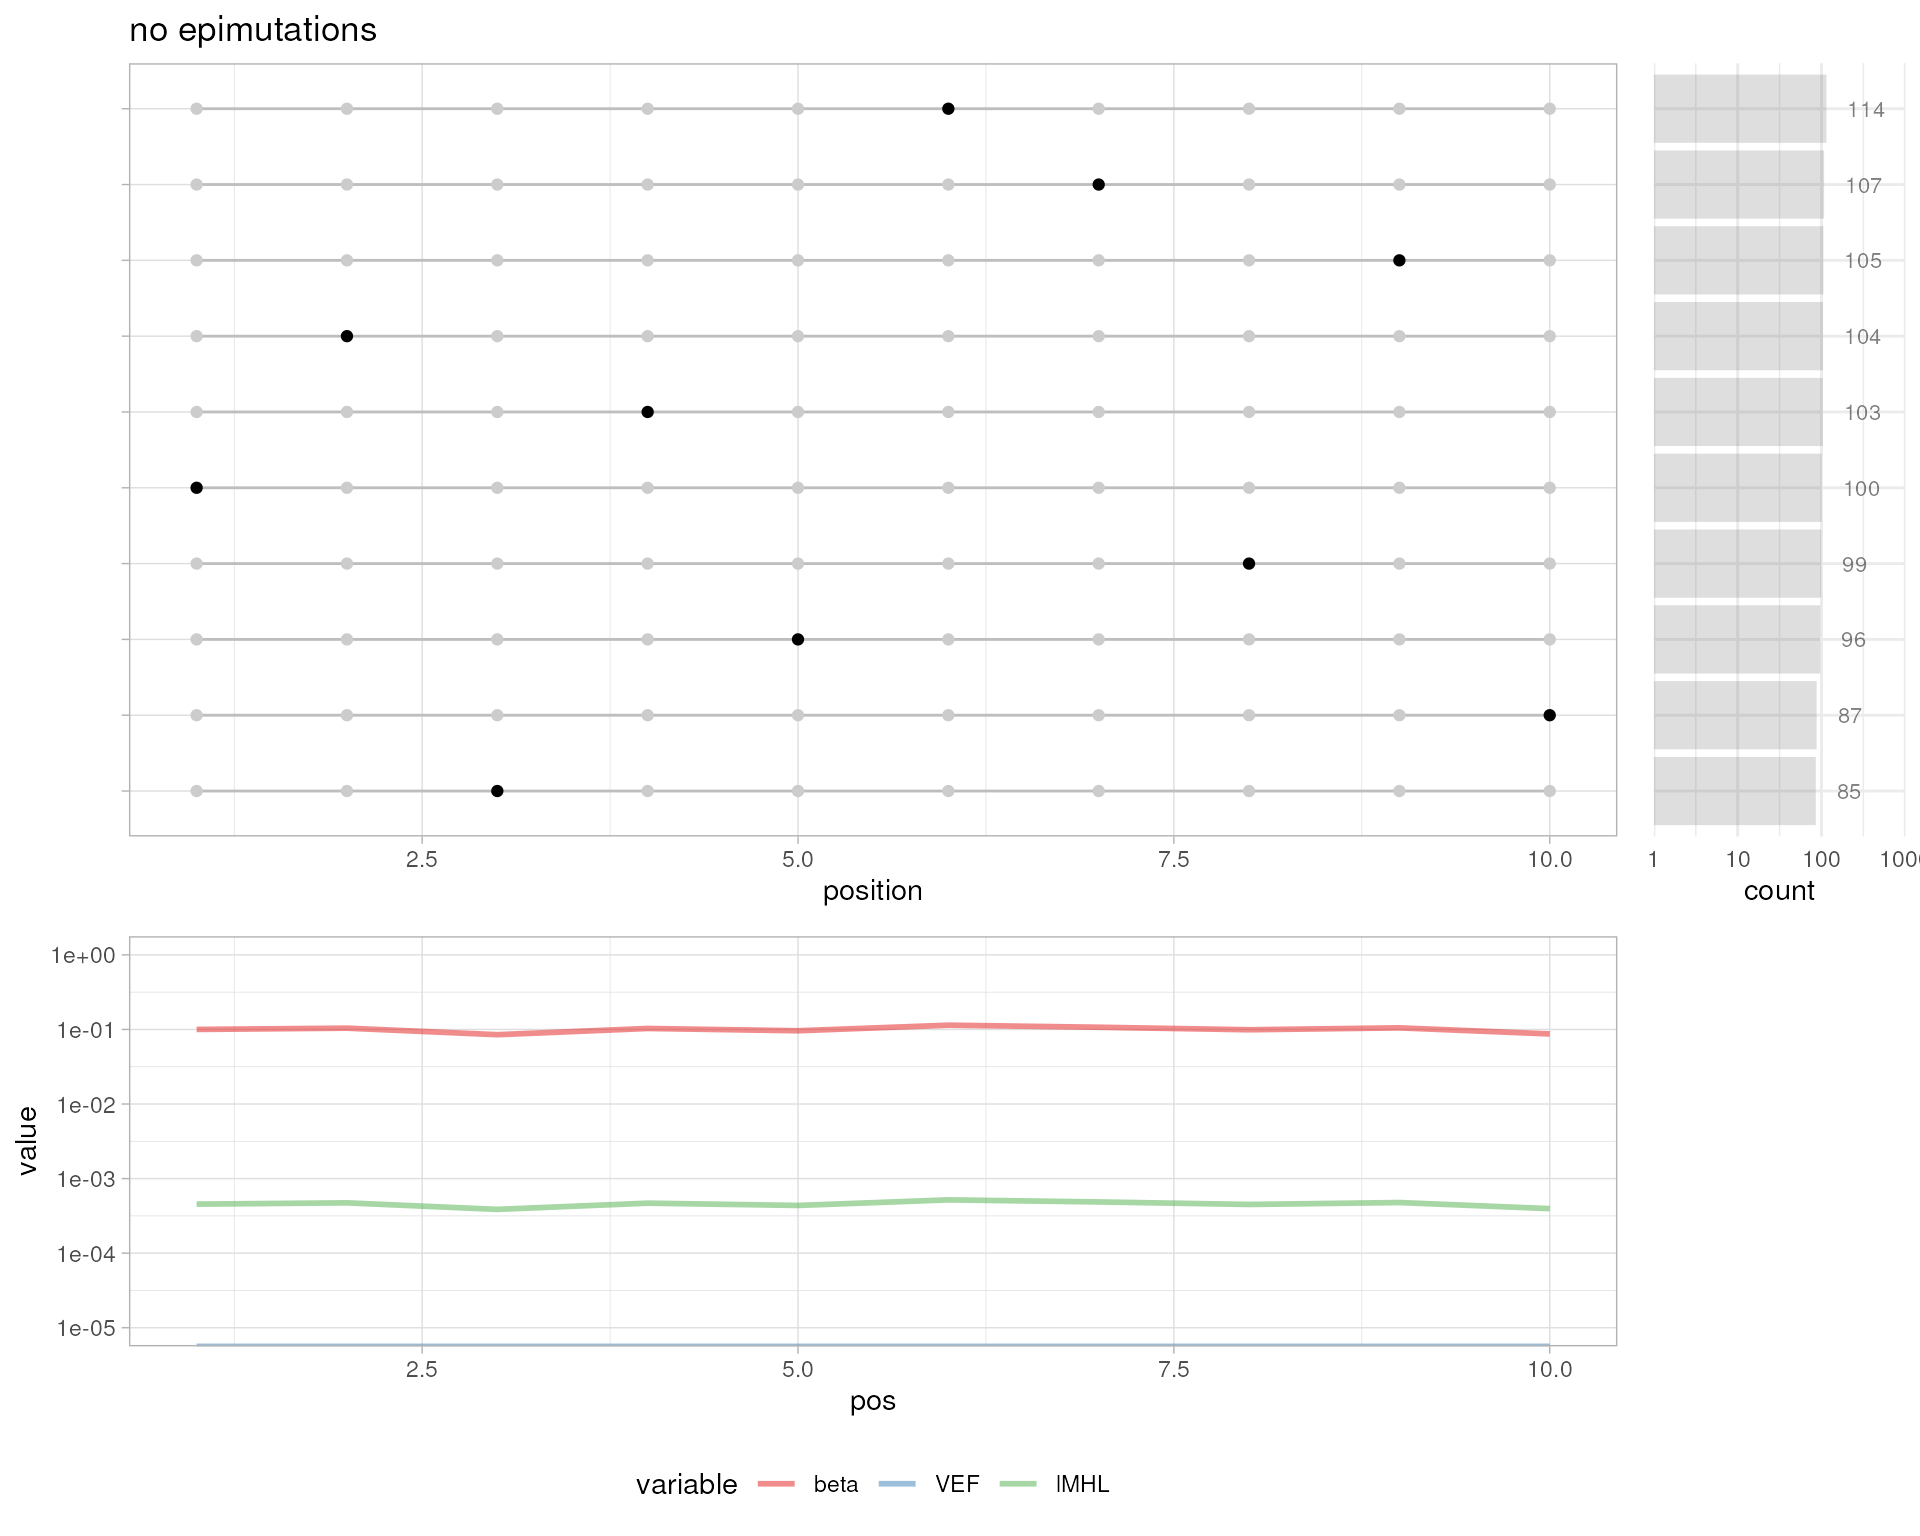 no epimutations
114
107
105
104
103
100
99
96
87
85
2.5 5.0 7.5 10.0
position
1 10 100 100
count
1e+00
1e-01
1e-02
1e-03
1e-04
1e-05
value
2.5 5.0 7.5 10.0
pos
variable beta VEF lMHL